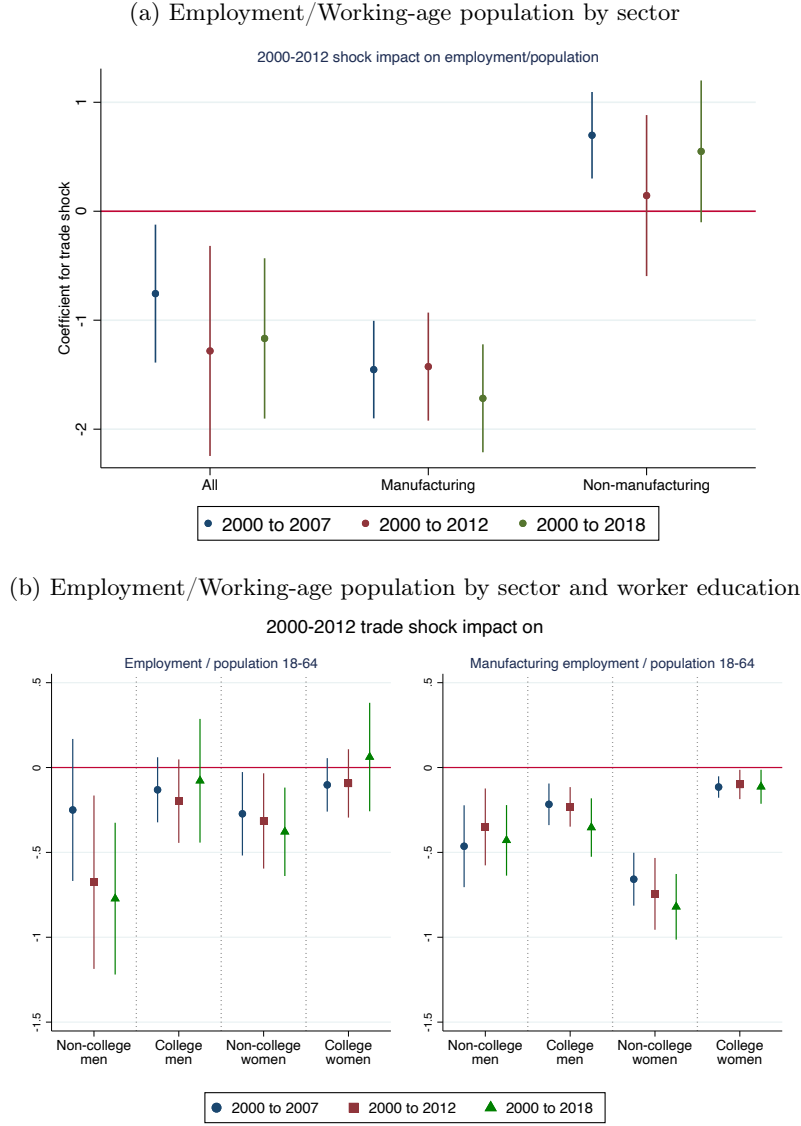 (a) Employment/Working-age population by sector
2000-2012 shock impact on employment/population
Coefficient for trade shock
1
0
-1
-2
All Manufacturing Non-manufacturing
2000 to 2007 2000 to 2012 2000 to 2018
(b) Employment/Working-age population by sector and worker education
2000-2012 trade shock impact on
Employment / population 18-64
.5
0
-.5
-1
-1.5
Non-college men
College men
Non-college women
College women
Manufacturing employment / population 18-64
.5
0
-.5
-1
-1.5
Non-college men
College men
Non-college women
College women
2000 to 2007 2000 to 2012 2000 to 2018